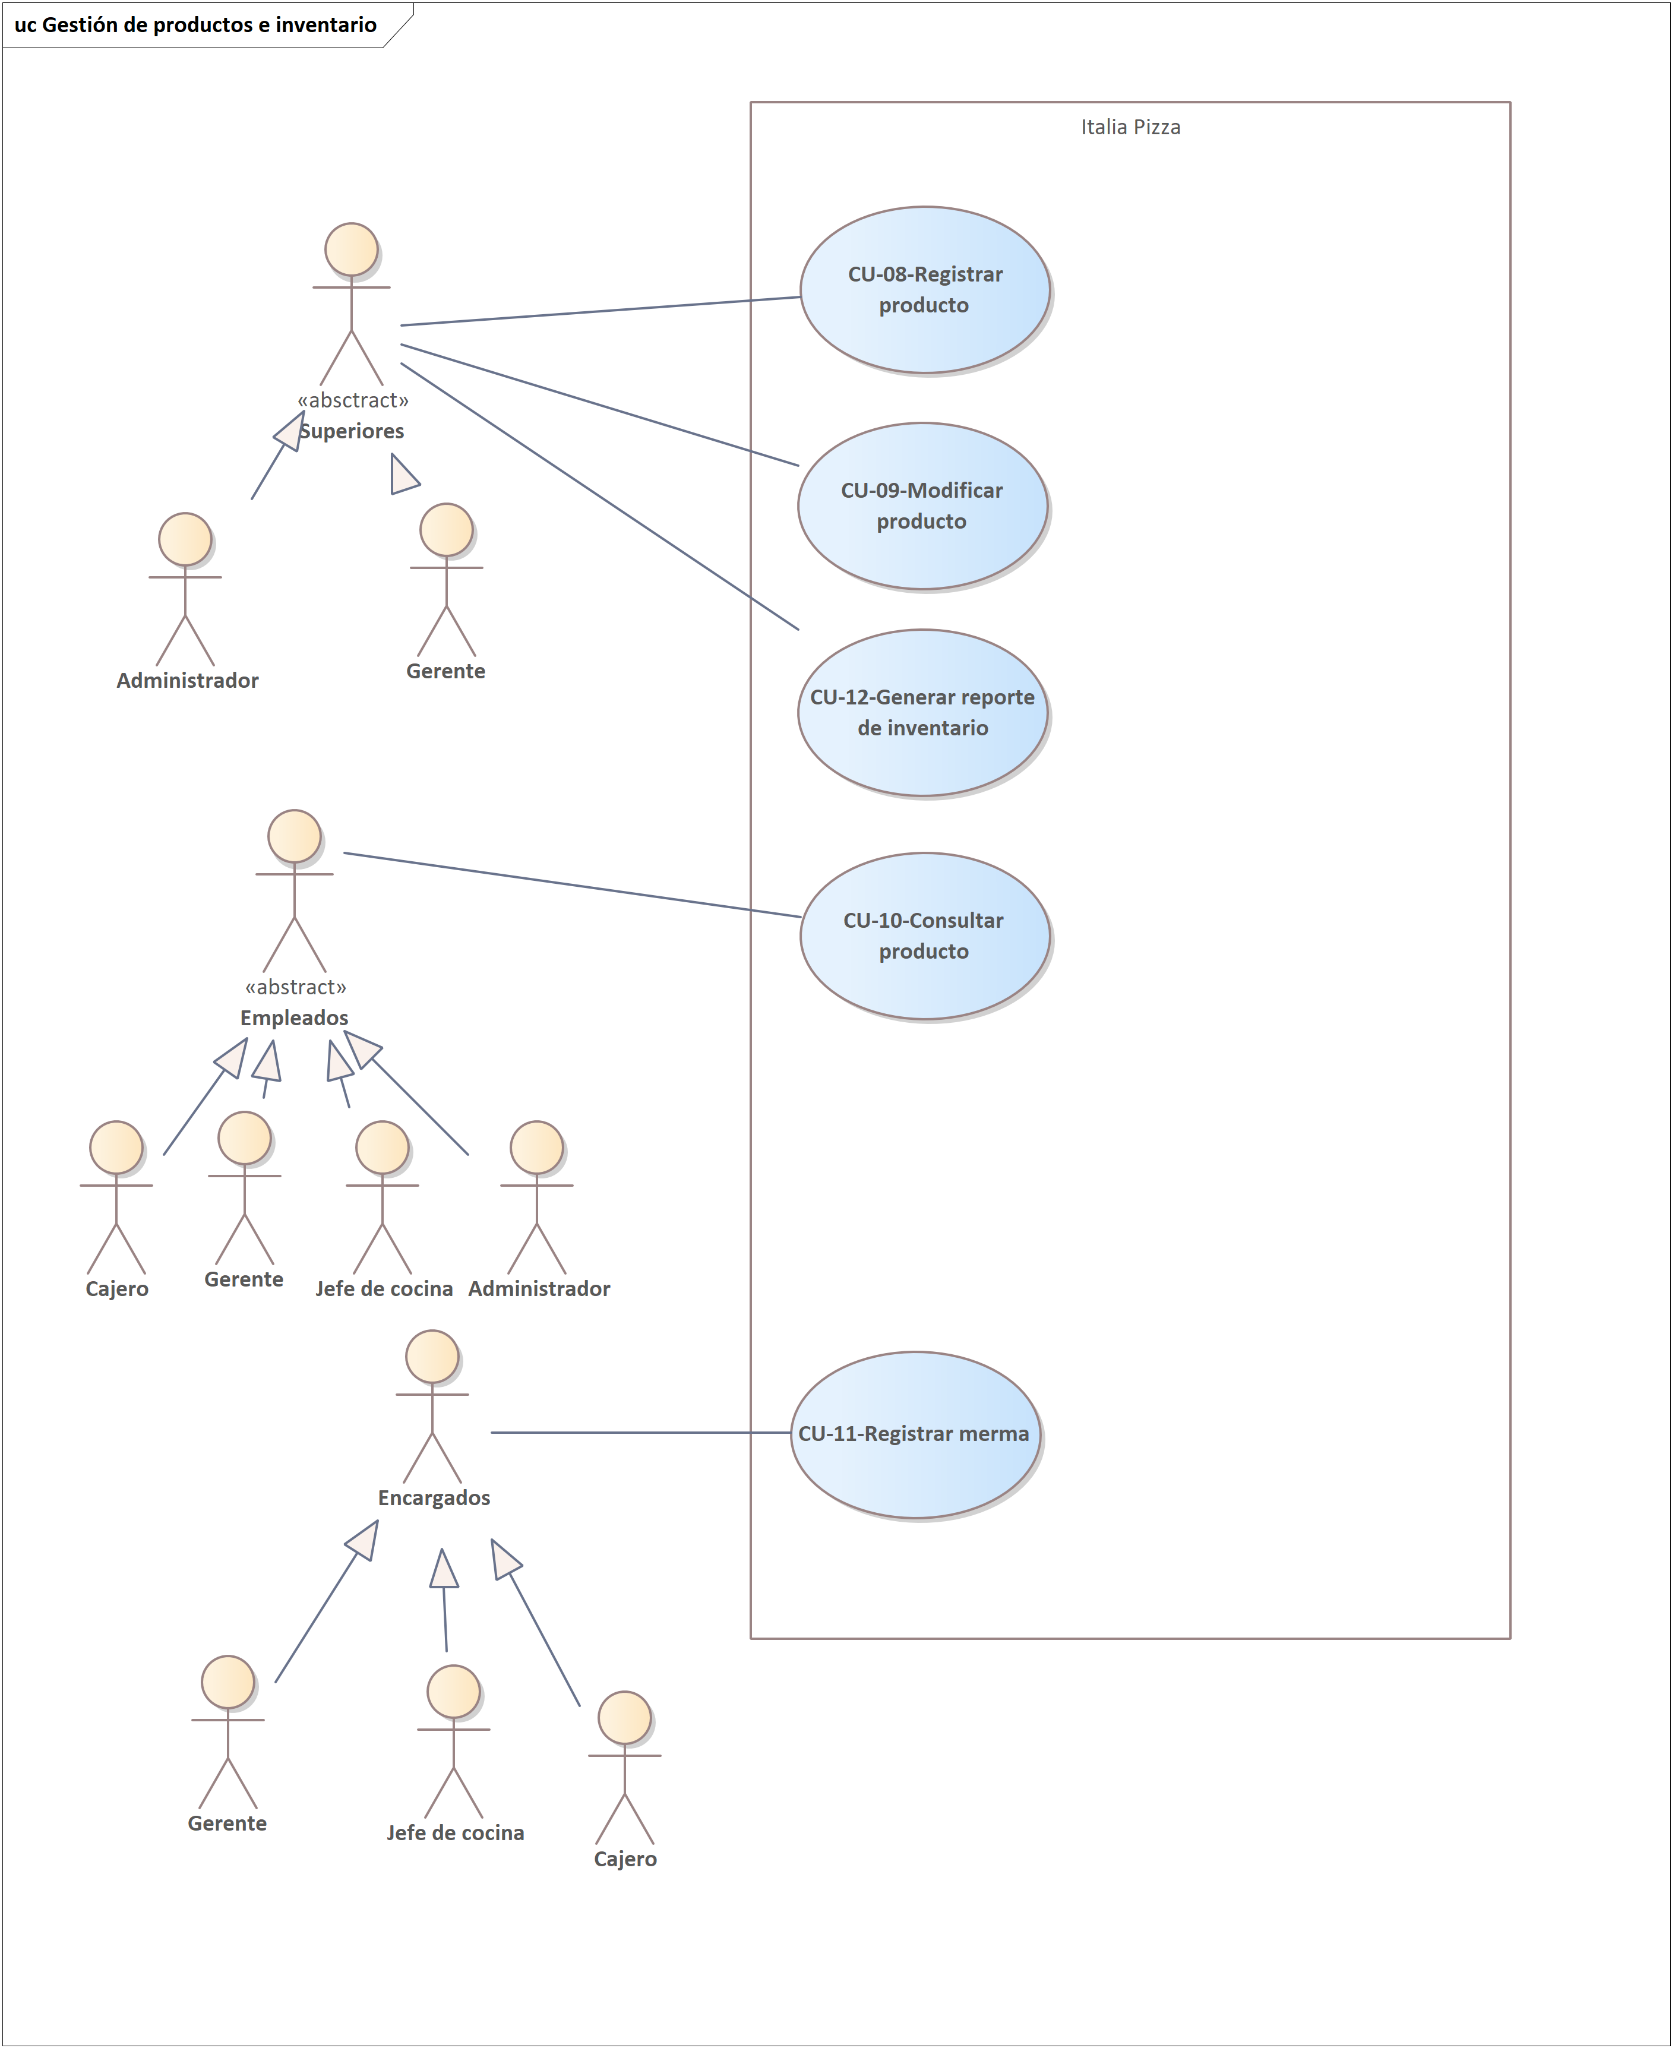 uc Gestión de productos e inventario
Italia Pizza
CU-08-Registrar
producto
«absctract»
Superiores
CU-09-Modificar
producto
Administrador
Gerente
CU-12-Generar reporte
de inventario
CU-10-Consultar
producto
«abstract»
Empleados
Cajero
Gerente
Jefe de cocina
Administrador
CU-11-Registrar merma
Encargados
Gerente
Jefe de cocina
Cajero